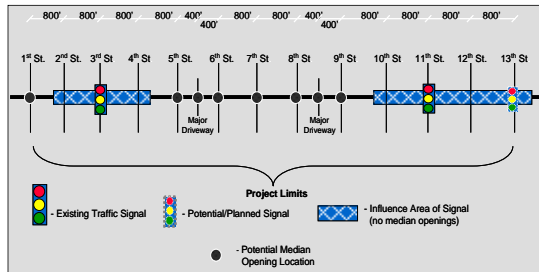 800' 800' 800' 800' 400' 800' 800' 400' 800' 800' 800' 800'
400' 400'
1st St. 2nd St 3rd St 4th St 5th St. 6th St. 7th St 8th St 9th St 10th St 11th St. 12th St. 13th St
Major
Driveway
Major
Driveway
Project Limits
- Existing Traffic Signal
- Potential/Planned Signal
- Influence Area of Signal
(no median openings)
- Potential Median
Opening Location